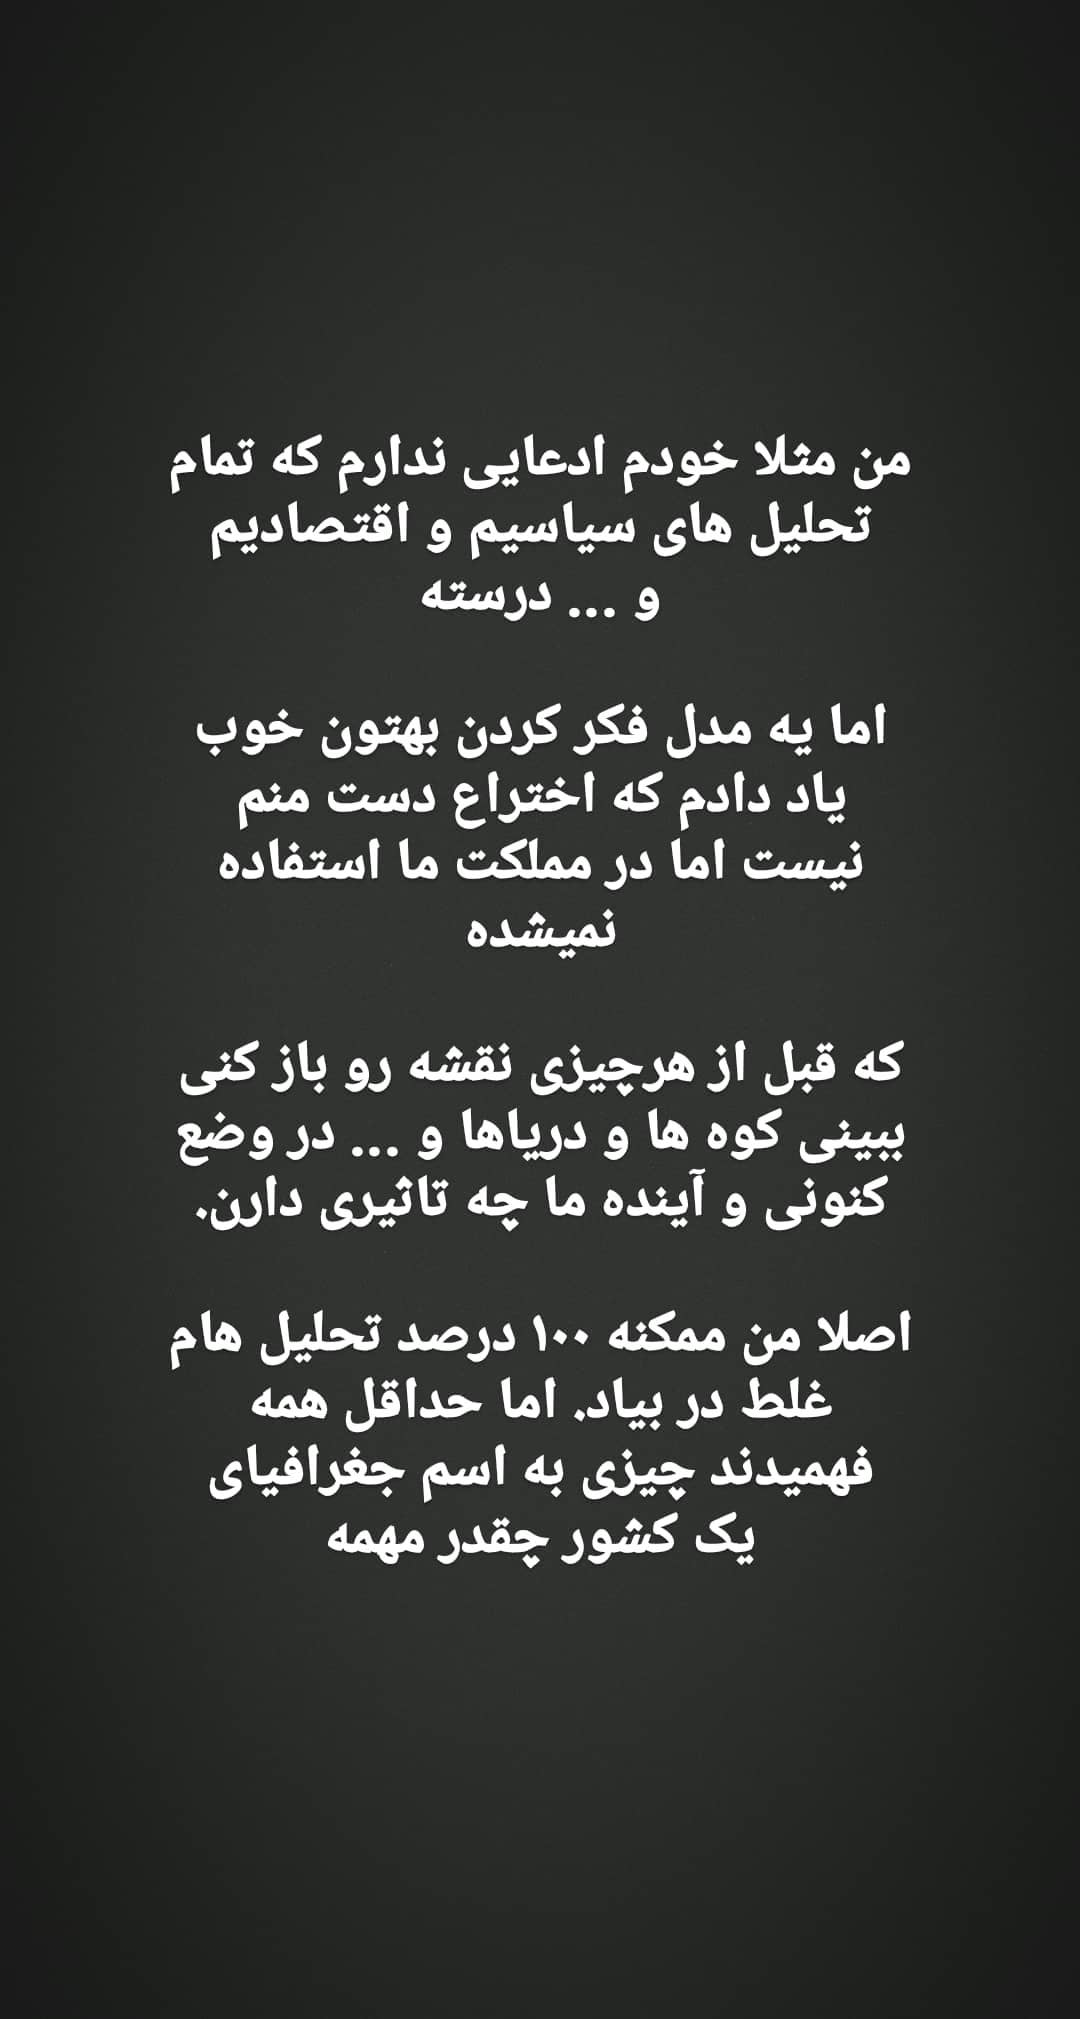 من مثلا خودم ادعایی ندارم که تمام
تحلیل های سیاسیم و اقتصادیم
و ... درسته
اما یه مدل فکر کردن بهتون خوب
یاد دادم که اختراع دست منم
نیست اما در مملکت ما استفاده
نمیشده
که قبل از هرچیزی نقشه رو باز کنی
ببینی کوه ها و دریاها و ... در وضع
کنونی و آینده ما چه تاثیری دارن.
اصلا من ممکنه ۱۰۰ درصد تحلیل هام
غلط در بیاد. اما حداقل همه
فهمیدند چیزی به اسم جغرافیای
یک کشور چقدر مهمه